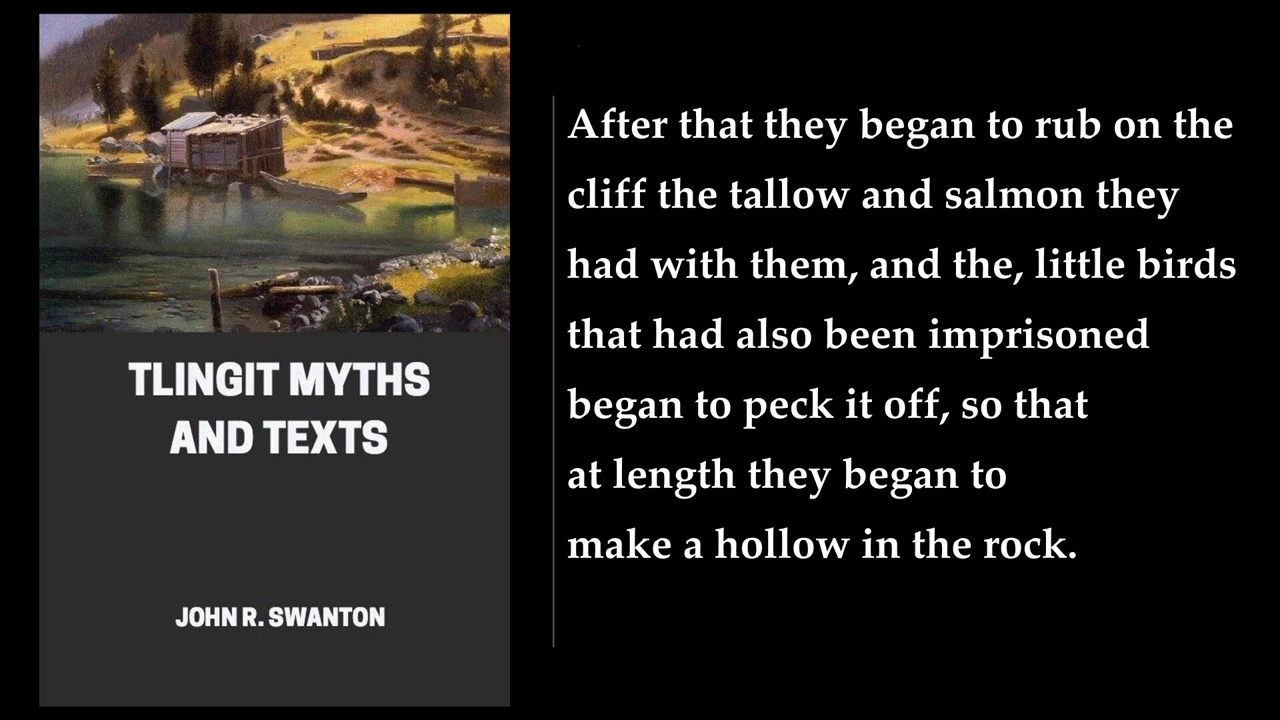 TLINGIT MYTHS
AND TEXTS
JOHN R. SWANTON
After that they began to rub on the
cliff the tallow and salmon they
had with them, and the, little birds
that had also been imprisoned
began to peck it off, so that
at length they began to
make a hollow in the rock.